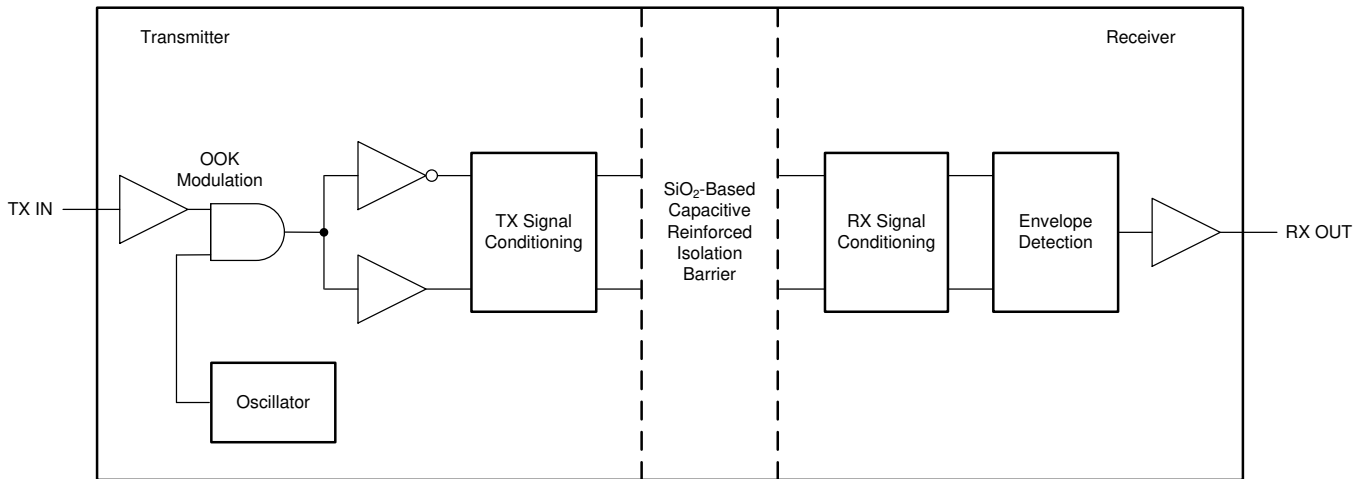 Transmitter
Receiver
OOK
Modulation
TX IN
TX Signal
Conditioning
Oscillator
SiO₂-Based
Capacitive
Reinforced
Isolation
Barrier
RX Signal
Conditioning
Envelope
Detection
RX OUT